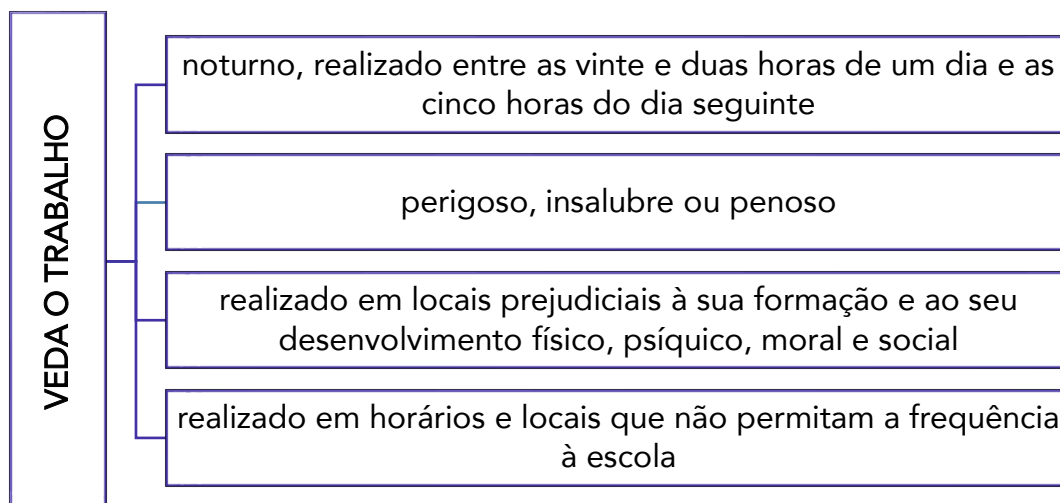 VEDA O TRABALHO
noturno, realizado entre as vinte e duas horas de um dia e as
cinco horas do dia seguinte
perigoso, insalubre ou penoso
realizado em locais prejudiciais à sua formação e ao seu
desenvolvimento físico, psíquico, moral e social
realizado em horários e locais que não permitam a frequência
à escola